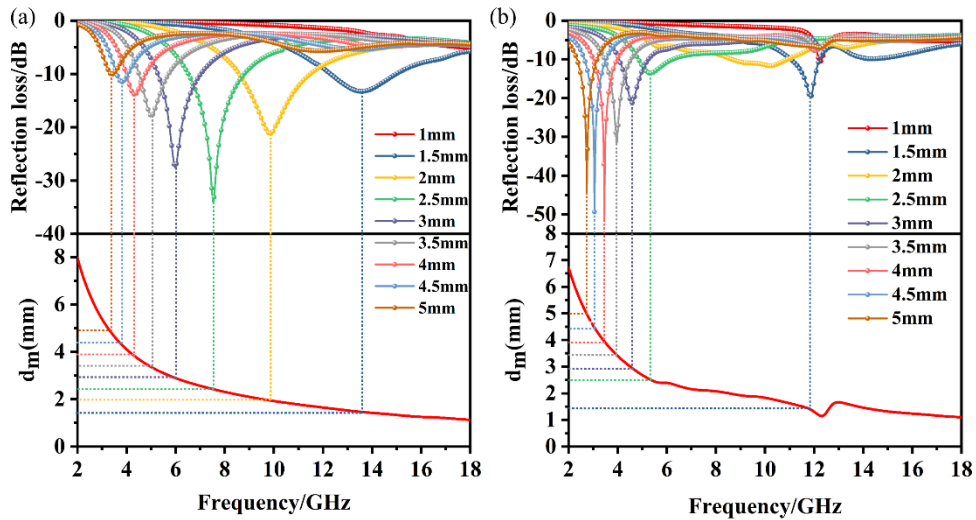 (a)
0
-10
-20
-30
-40
Reflection loss/dB
1mm
1.5mm
2mm
2.5mm
3mm
3.5mm
4mm
4.5mm
5mm
8
6
4
2
0
dm(mm)
2 4 6 8 10 12 14 16 18
Frequency/GHz
(b)
0
-10
-20
-30
-40
-50
Reflection loss/dB
1mm
1.5mm
2mm
2.5mm
3mm
3.5mm
4mm
4.5mm
5mm
8
7
6
5
4
3
2
1
0
dm(mm)
2 4 6 8 10 12 14 16 18
Frequency/GHz